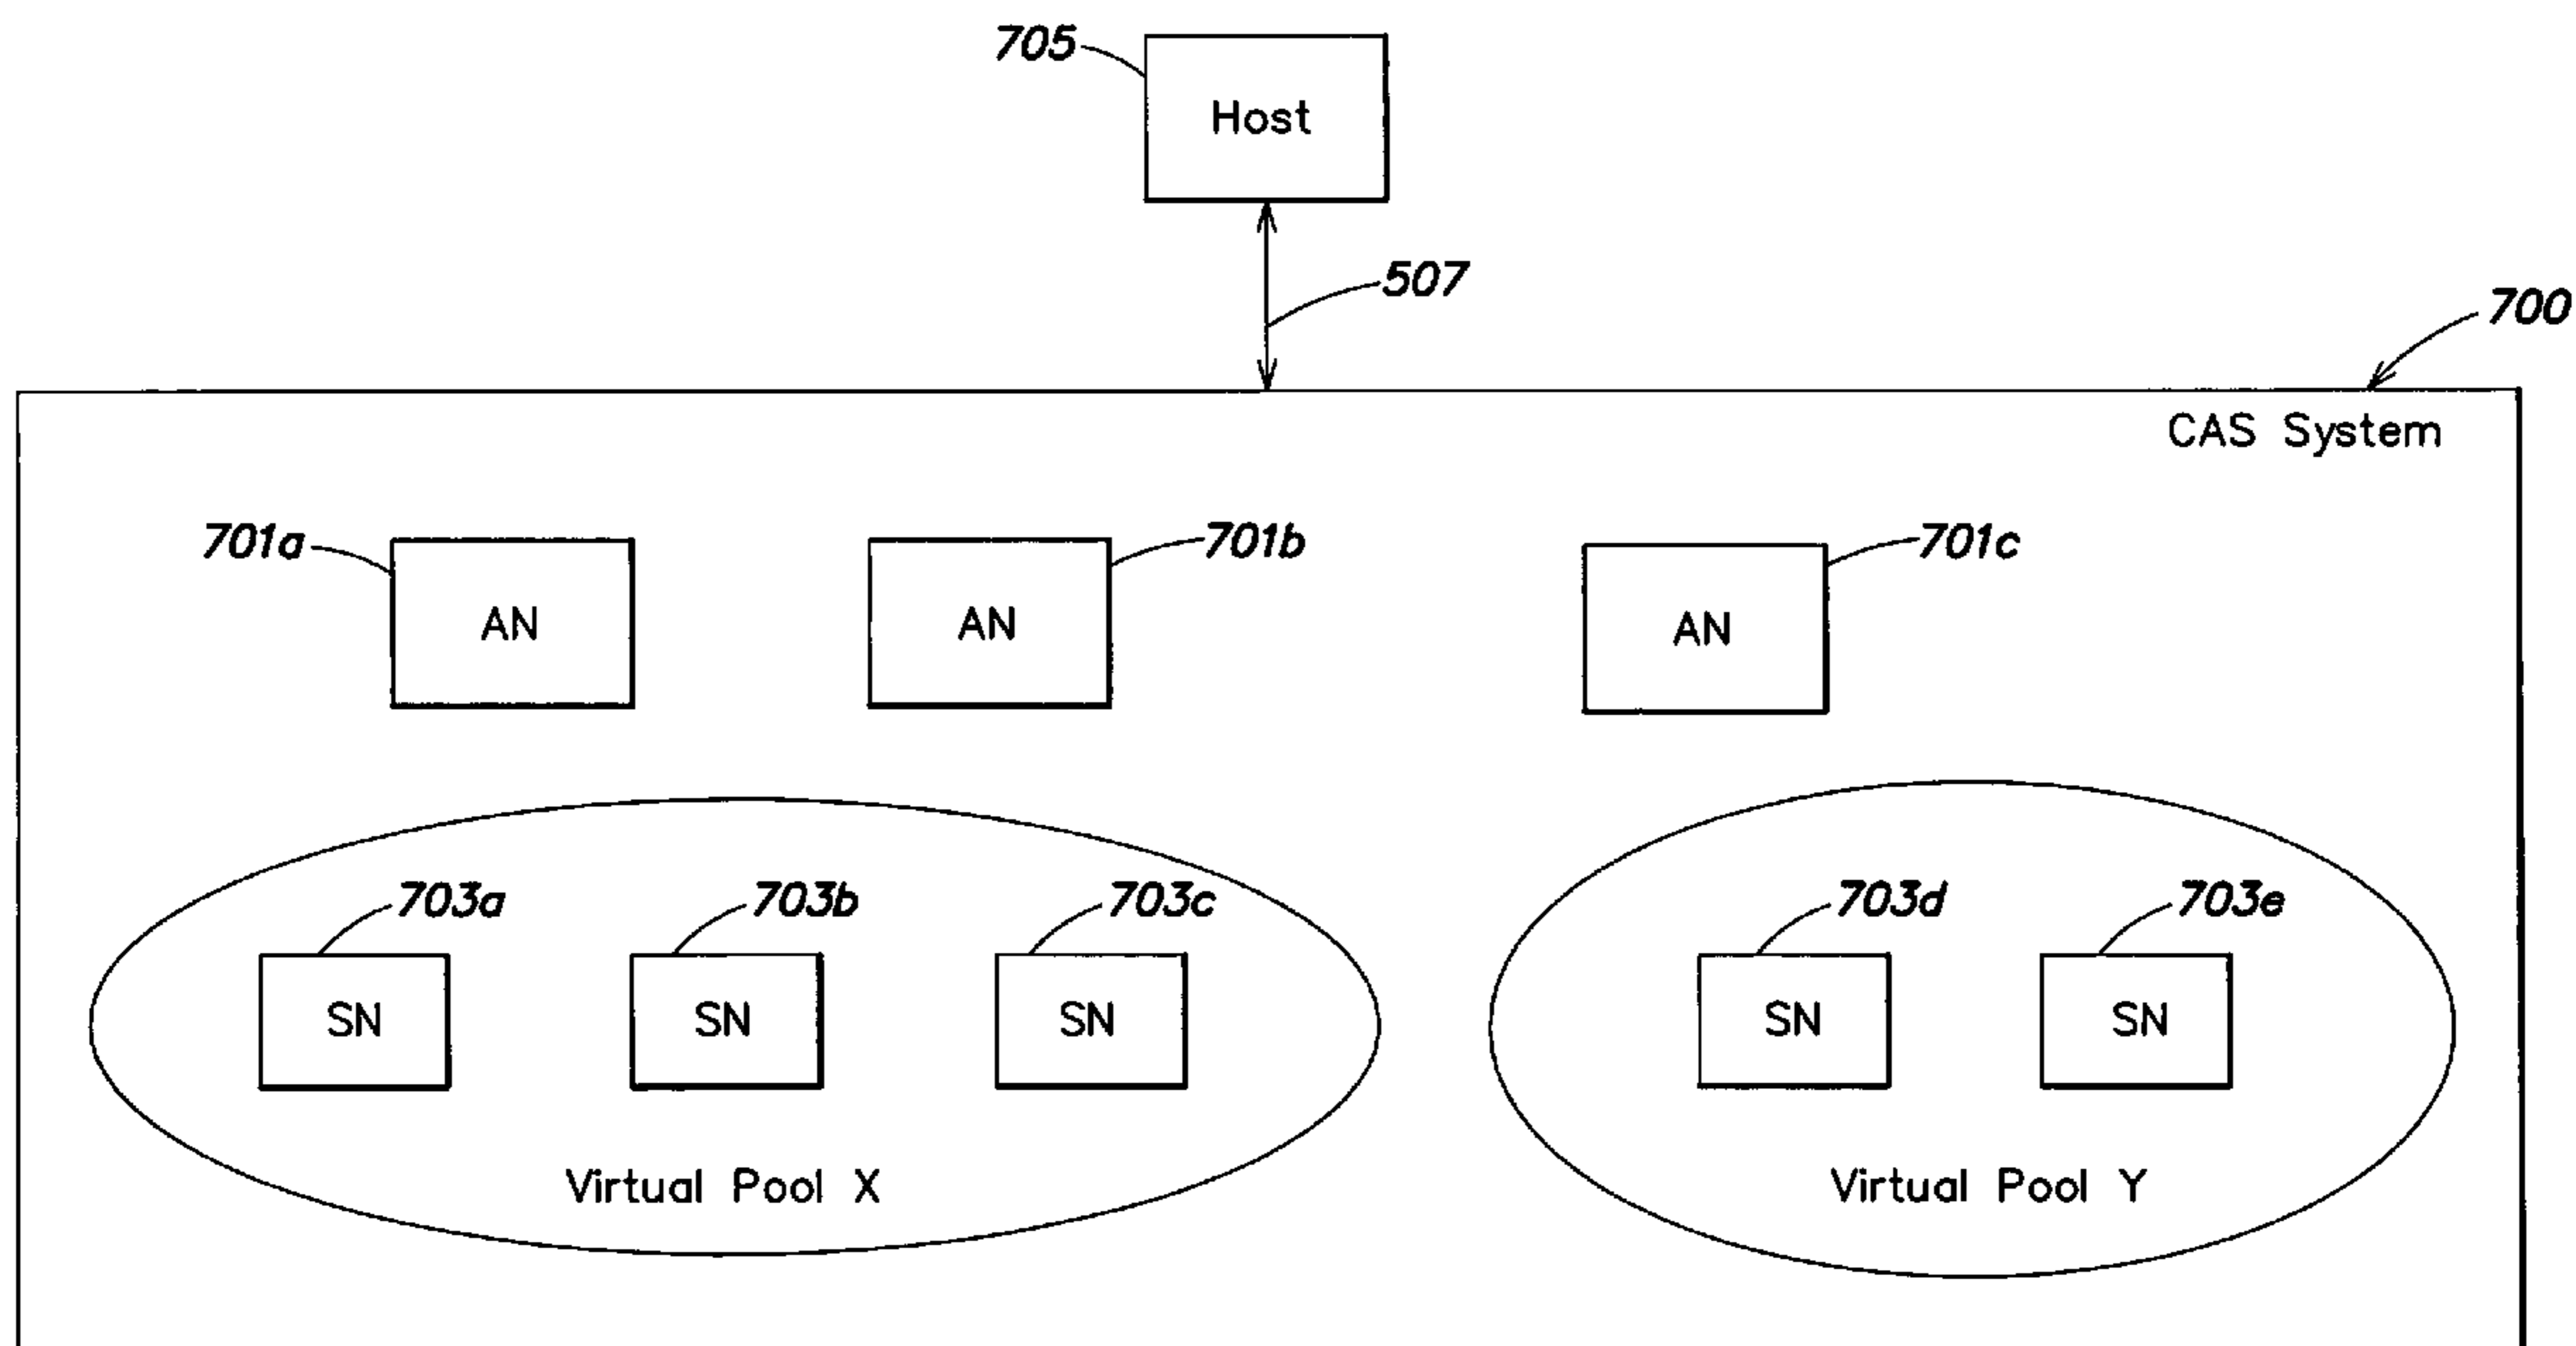 705
Host
507
700
CAS System
701a
701b
701c
AN
AN
AN
703a
703b
703c
703d
703e
SN
SN
SN
SN
SN
Virtual Pool X
Virtual Pool Y